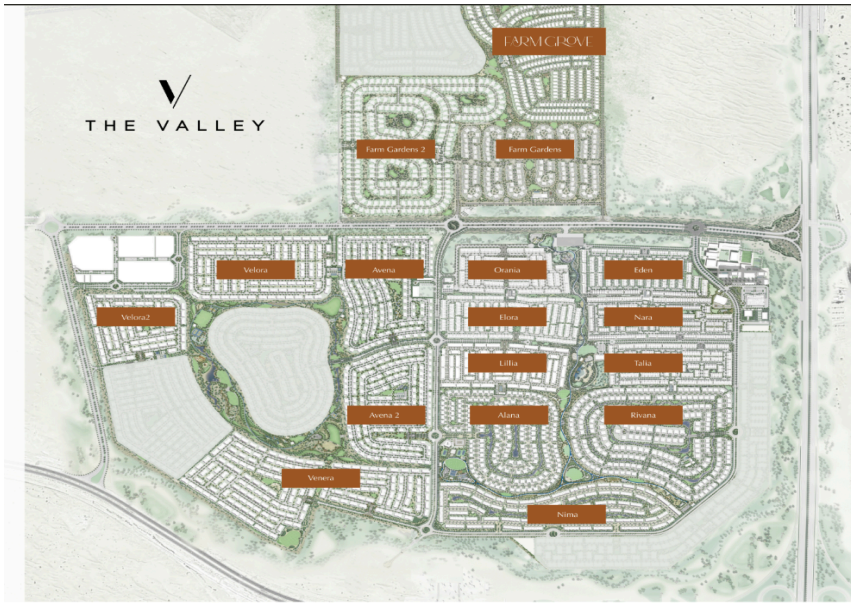 FARM GROVE
THE VALLEY
Farm Gardens 2
Farm Gardens
Velora
Avena
Orania
Eden
Velora2
Elora
Nara
Lillia
Talia
Avena 2
Alana
Rivana
Venera
Nima